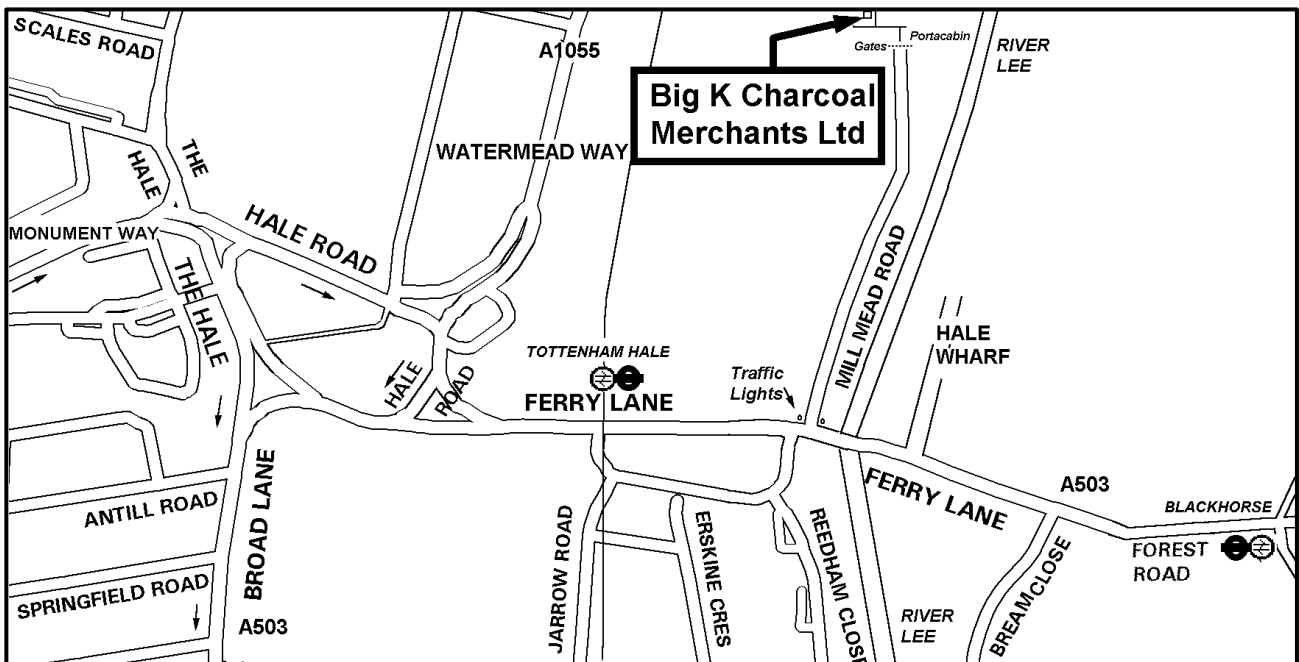 SCALES ROAD
A1055
Gates
Portacabin
RIVER
LEE
Big K Charcoal
Merchants Ltd
THE
HALE
WATERMEAD WAY
HALE ROAD
MONUMENT WAY
THE HALE
MILL MEAD ROAD
HALE
WHARF
TOTTENHAM HALE
Traffic
Lights
HALE
ROAD
FERRY LANE
FERRY LANE
A503
BLACKHORSE
FOREST
ROAD
ANTILL ROAD
BROAD LANE
SPRINGFIELD ROAD
A503
JARROW ROAD
ERSKINE CRES
REEDHAM CLOSE
RIVER
LEE
BREAM CLOSE